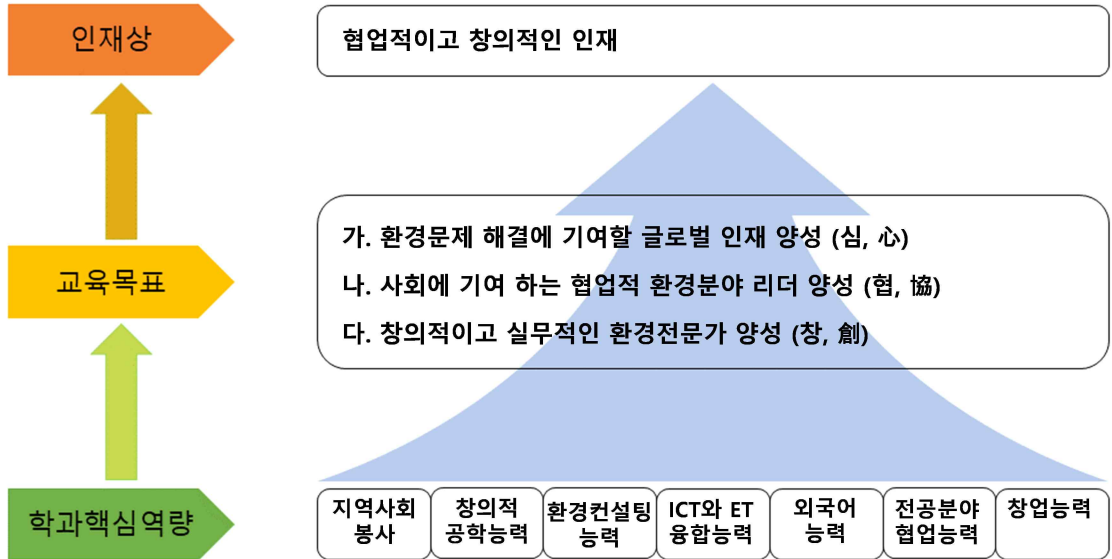 인재상
협업적이고 창의적인 인재
교육목표
가. 환경문제 해결에 기여할 글로벌 인재 양성 (심, 心)
나. 사회에 기여 하는 협업적 환경분야 리더 양성 (협, 協)
다. 창의적이고 실무적인 환경전문가 양성 (창, 創)
학과핵심역량
지역사회
봉사
창의적
공학능력
환경컨설팅
능력
ICT와 ET
융합능력
외국어
능력
전공분야
협업능력
창업능력